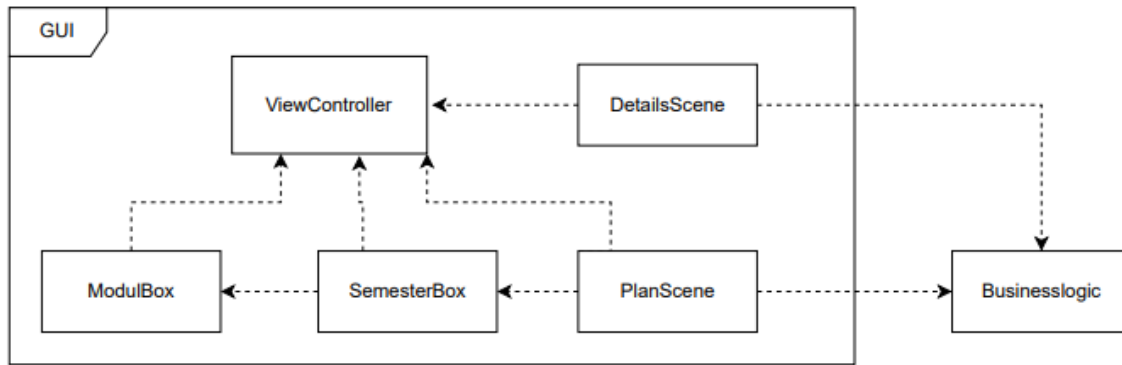 GUI
ViewController
DetailsScene
ModulBox
SemesterBox
PlanScene
Businesslogic